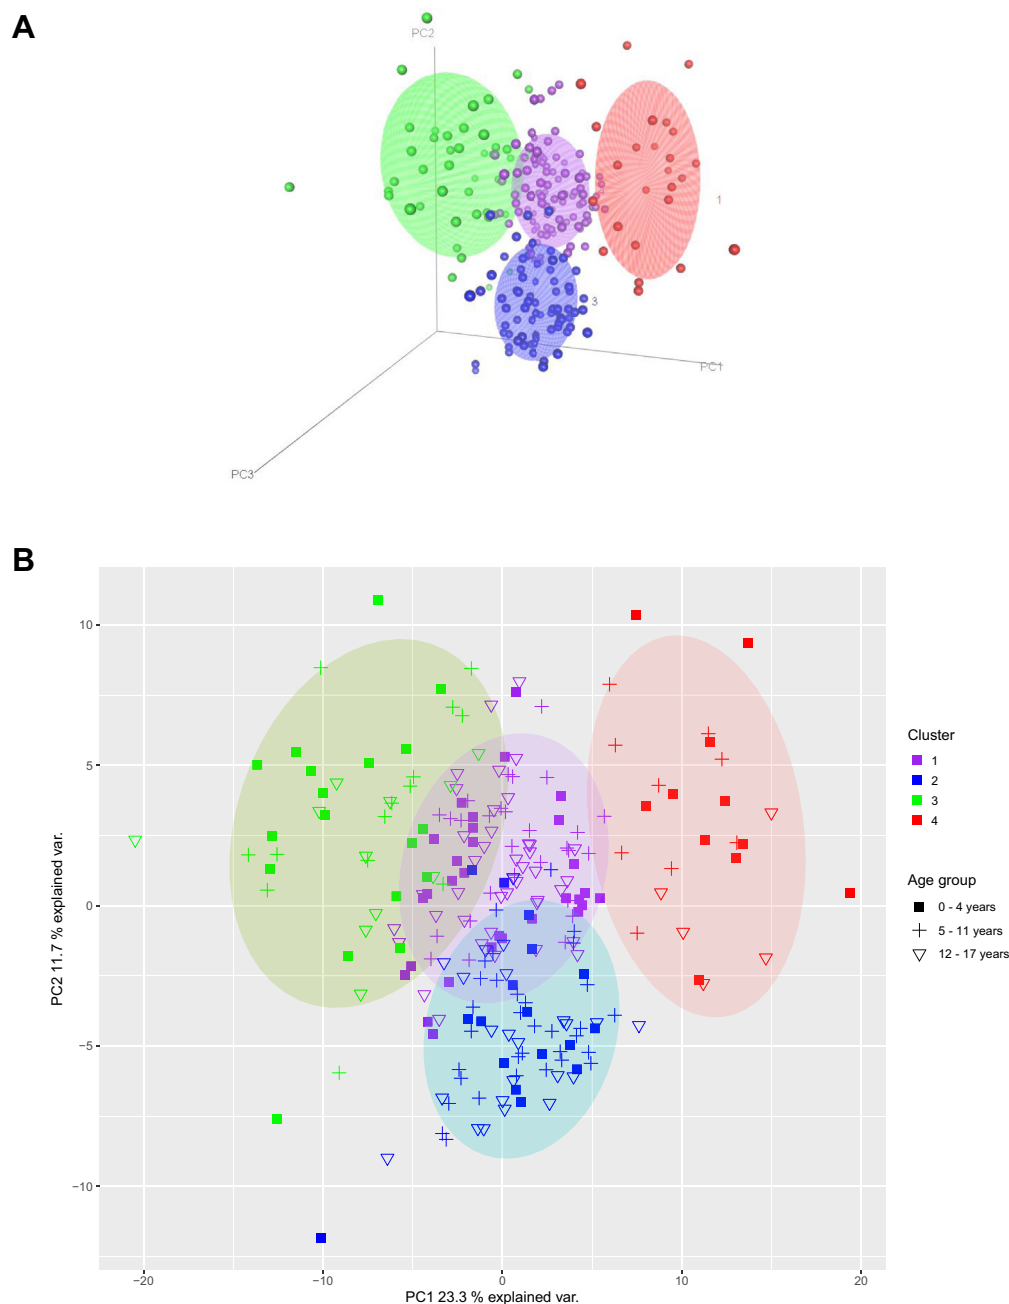 A
PC2
1
3
PC1
PC3
B
10
5
0
−5
−10
−20
−10
0
10
20
PC2 11.7 % explained var.
PC1 23.3 % explained var.
Cluster
1
2
3
4
Age group
0 - 4 years
5 - 11 years
12 - 17 years